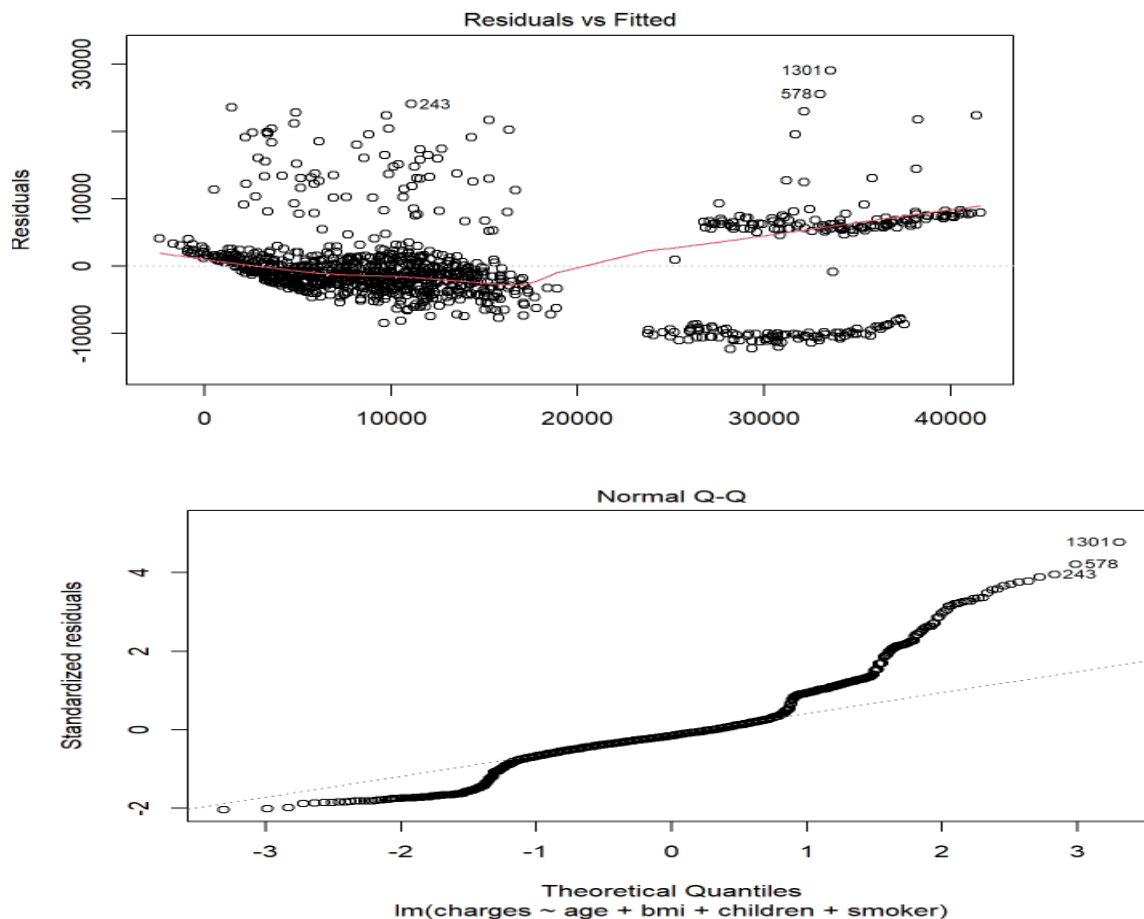 Residuals vs Fitted
Residuals
30000
10000
0
-10000
1301
578
243
0 10000 20000 30000 40000
Normal Q-Q
Standardized residuals
4
2
0
-2
1301
578
243
-3 -2 -1 0 1 2 3
Theoretical Quantiles
lm(charges ~ age + bmi + children + smoker)